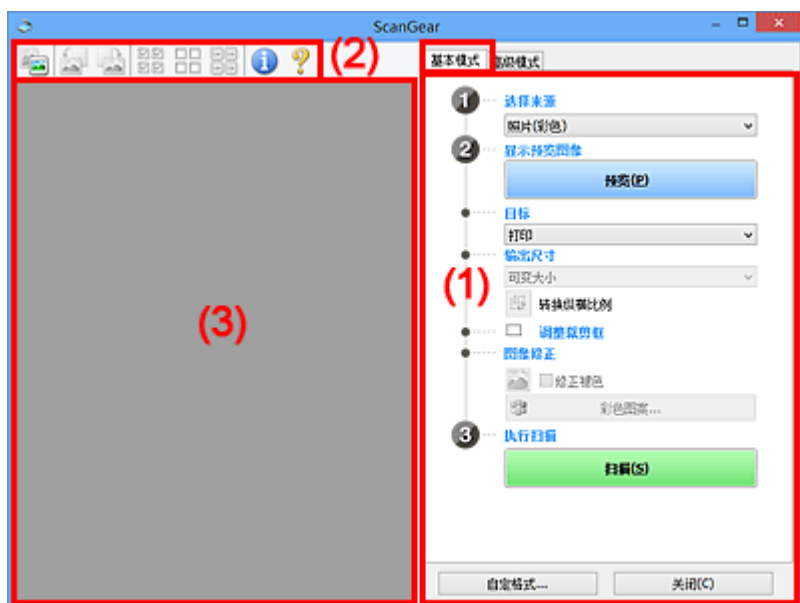 ScanGear
(2)
基本模式
高级模式
1
选择来源
照片(彩色)
2
显示预览图像
预览(P)
目标
打印
输出尺寸
可变大小
(1)
转换纵横比例
(3)
调整裁剪框
图像修正
修正褪色
彩色图案...
3
执行扫描
扫描(S)
自定格式...
关闭(C)